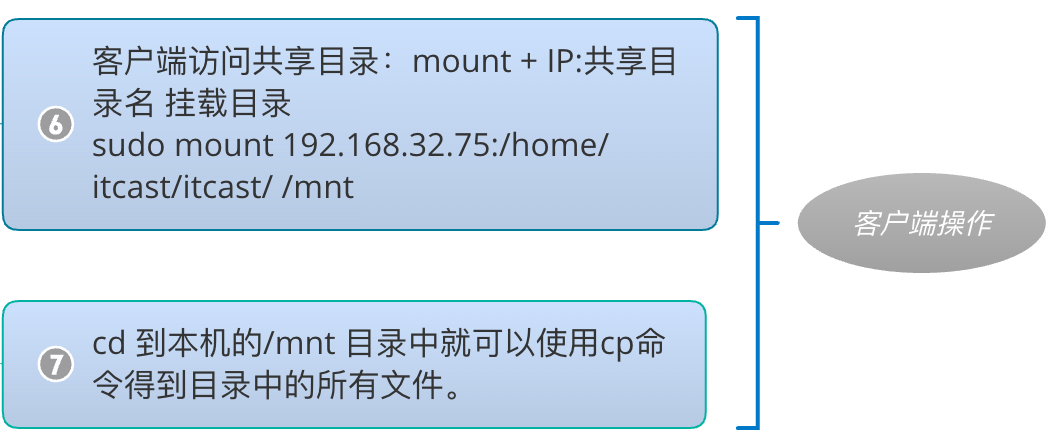 6
客户端访问共享目录：mount + IP:共享目
录名 挂载目录
sudo mount 192.168.32.75:/home/
itcast/itcast/ /mnt
7
cd 到本机的/mnt 目录中就可以使用cp命
令得到目录中的所有文件。
客户端操作